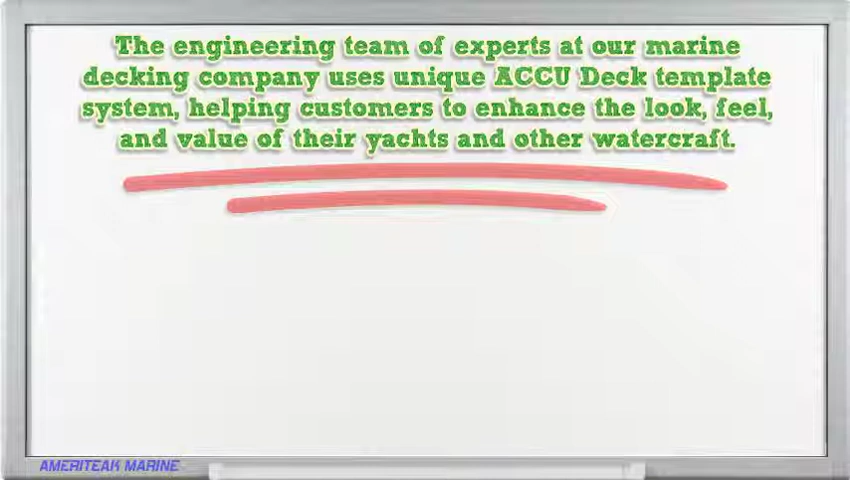 The engineering team of experts at our marine
decking company uses unique ACCU Deck template
system, helping customers to enhance the look, feel,
and value of their yachts and other watercraft.
AMERITEAK MARINE